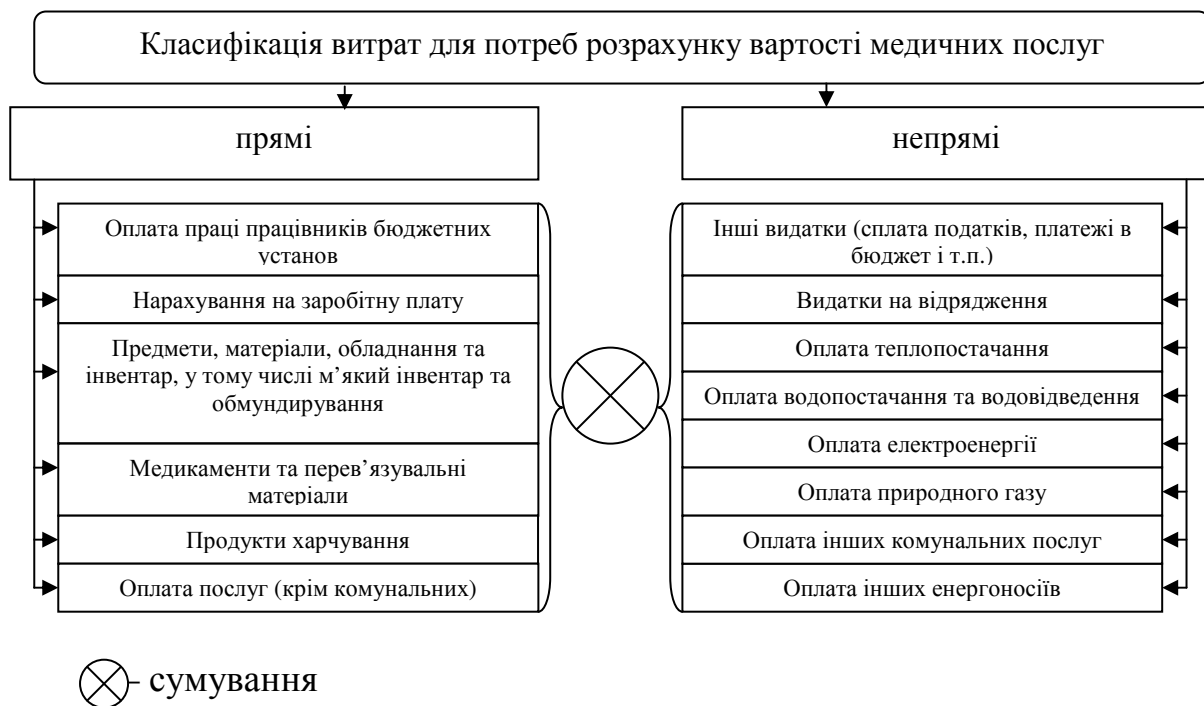 Класифікація витрат для потреб розрахунку вартості медичних послуг
прямі
Оплата праці працівників бюджетних
установ
Нарахування на заробітну плату
Предмети, матеріали, обладнання та
інвентар, у тому числі м’який інвентар та
обмундирування
Медикаменти та перев’язувальні
матеріали
Продукти харчування
Оплата послуг (крім комунальних)
непрямі
Інші видатки (сплата податків, платежі в
бюджет і т.п.)
Видатки на відрядження
Оплата теплопостачання
Оплата водопостачання та водовідведення
Оплата електроенергії
Оплата природного газу
Оплата інших комунальних послуг
Оплата інших енергоносіїв
- сумування